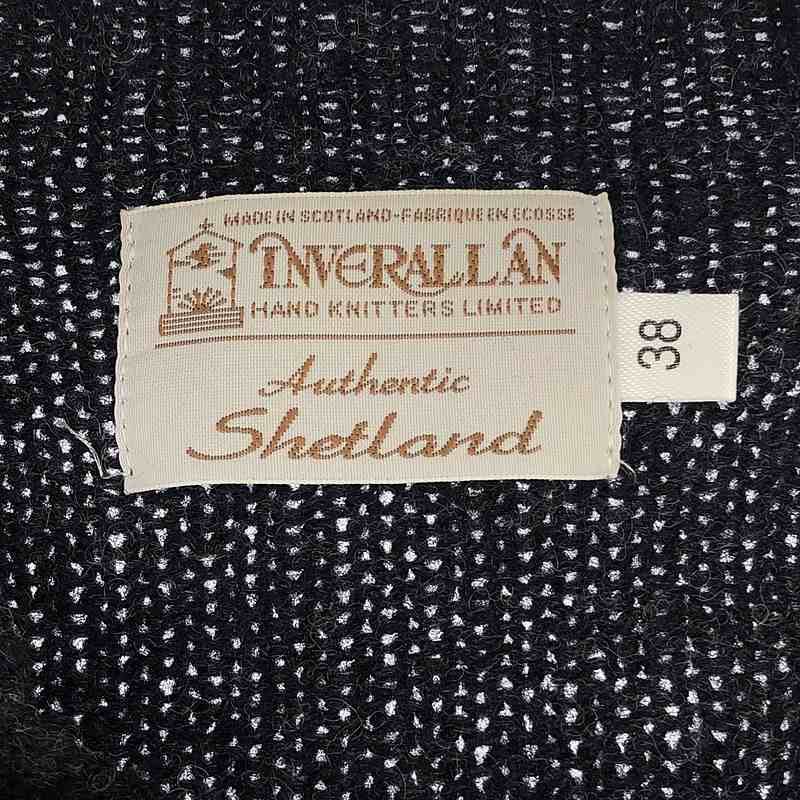 MADE IN SCOTLAND-FABRIQUE EN ECOSSE
INVERALLAN
HAND KNITTERS LIMITED
Authentic
Shetland
38